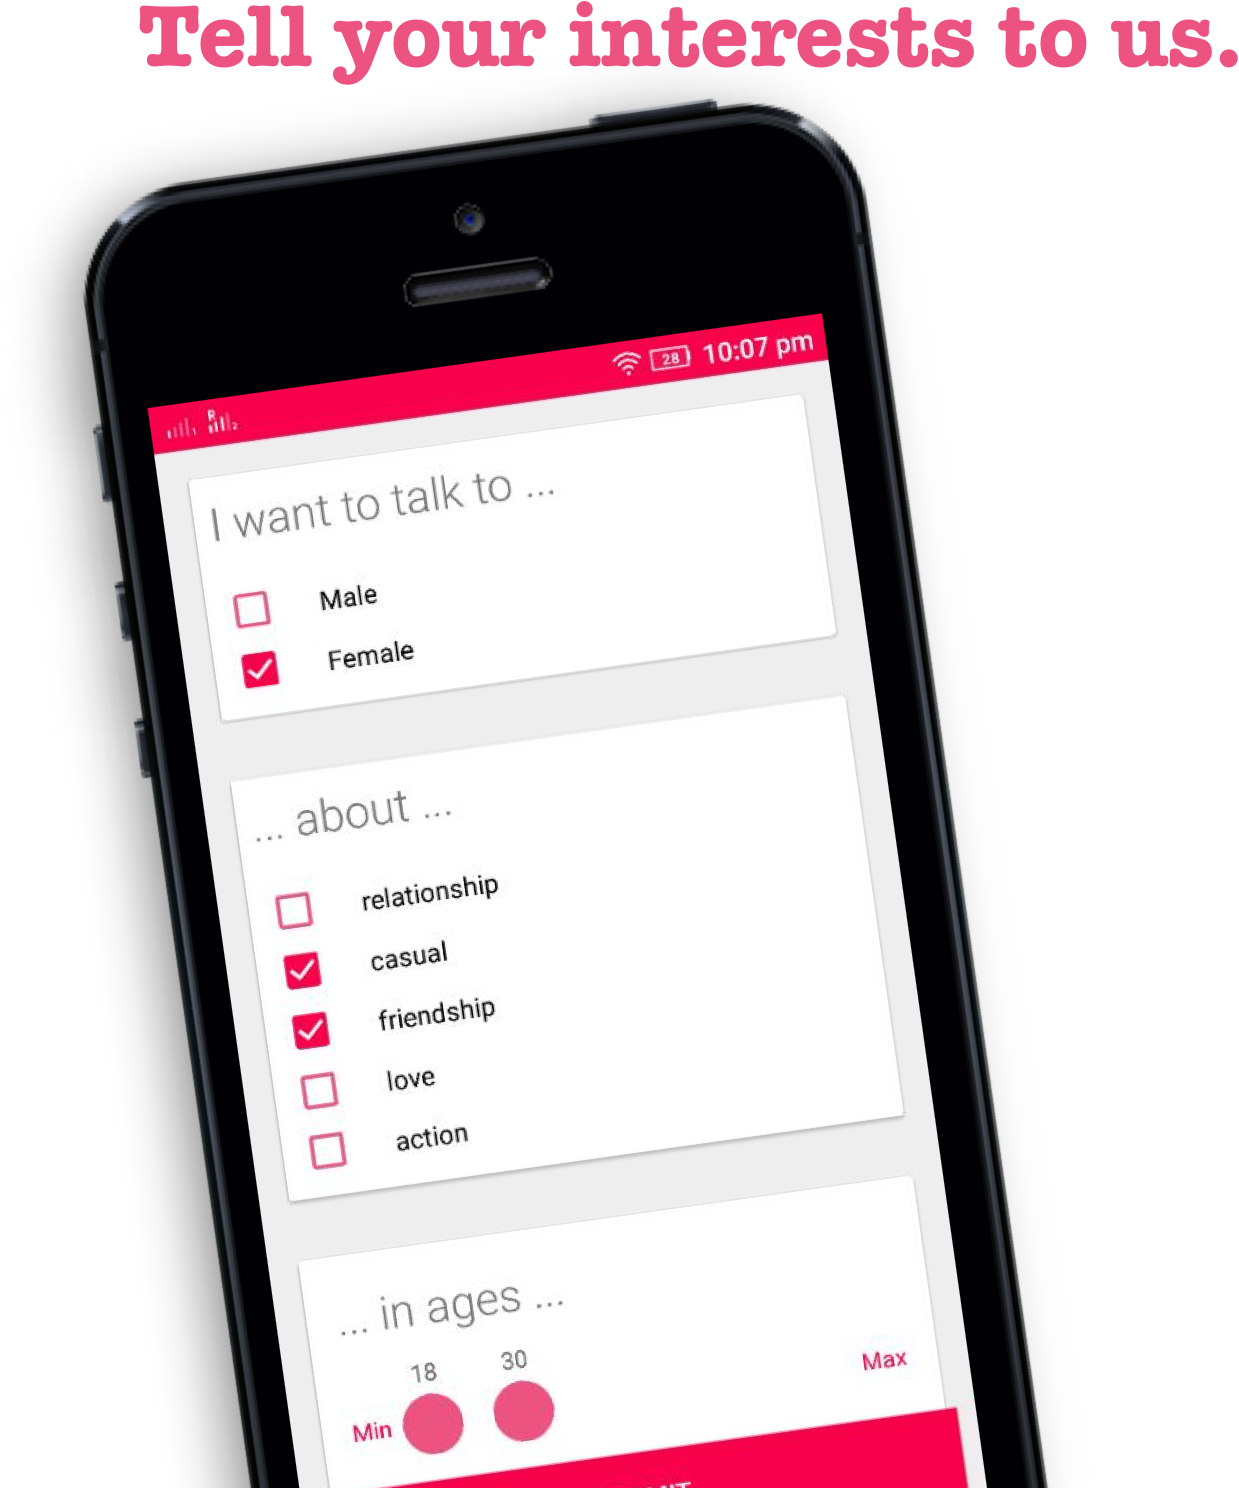 Tell your interests to us.
R
28 10:07 pm
I want to talk to ...
Male
Female
... about ...
relationship
casual
friendship
love
action
... in ages ...
18 30
Min Max